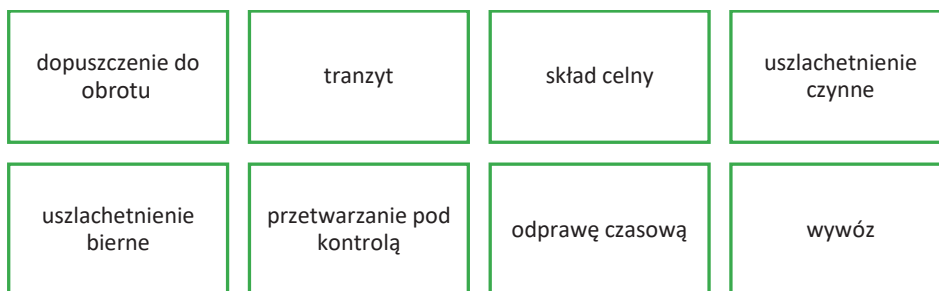 dopuszczenie do
obrotu
tranzyt
skład celny
uszlachetnienie
czynne
uszlachetnienie
bierne
przetwarzanie pod
kontrolą
odprawę czasową
wywóz